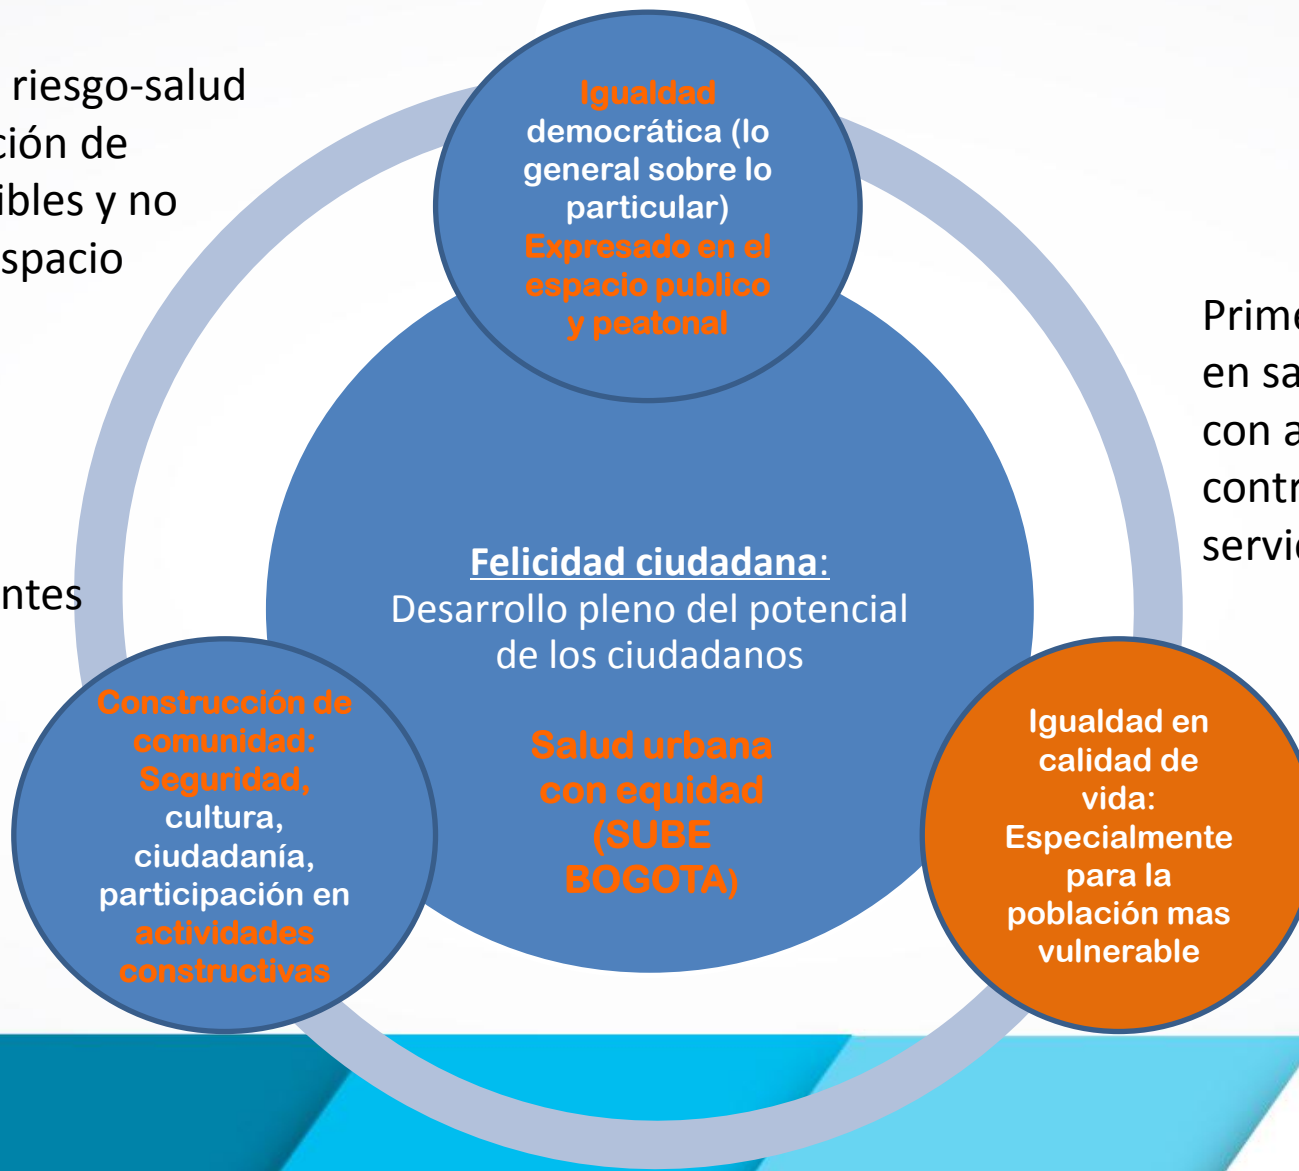 riesgo-salud
ción de
ibles y no
spacio
ntes
Igualdad
democrática (lo
general sobre lo
particular)
Expresado en el
espacio publico
y peatonal
Felicidad ciudadana:
Desarrollo pleno del potencial
de los ciudadanos
Salud urbana
con equidad
(SUBE
BOGOTA)
Construcción de
comunidad:
Seguridad,
cultura,
ciudadanía,
participación en
actividades
constructivas
Igualdad en
calidad de
vida:
Especialmente
para la
población mas
vulnerable
Prime
en sa
con a
contr
servic